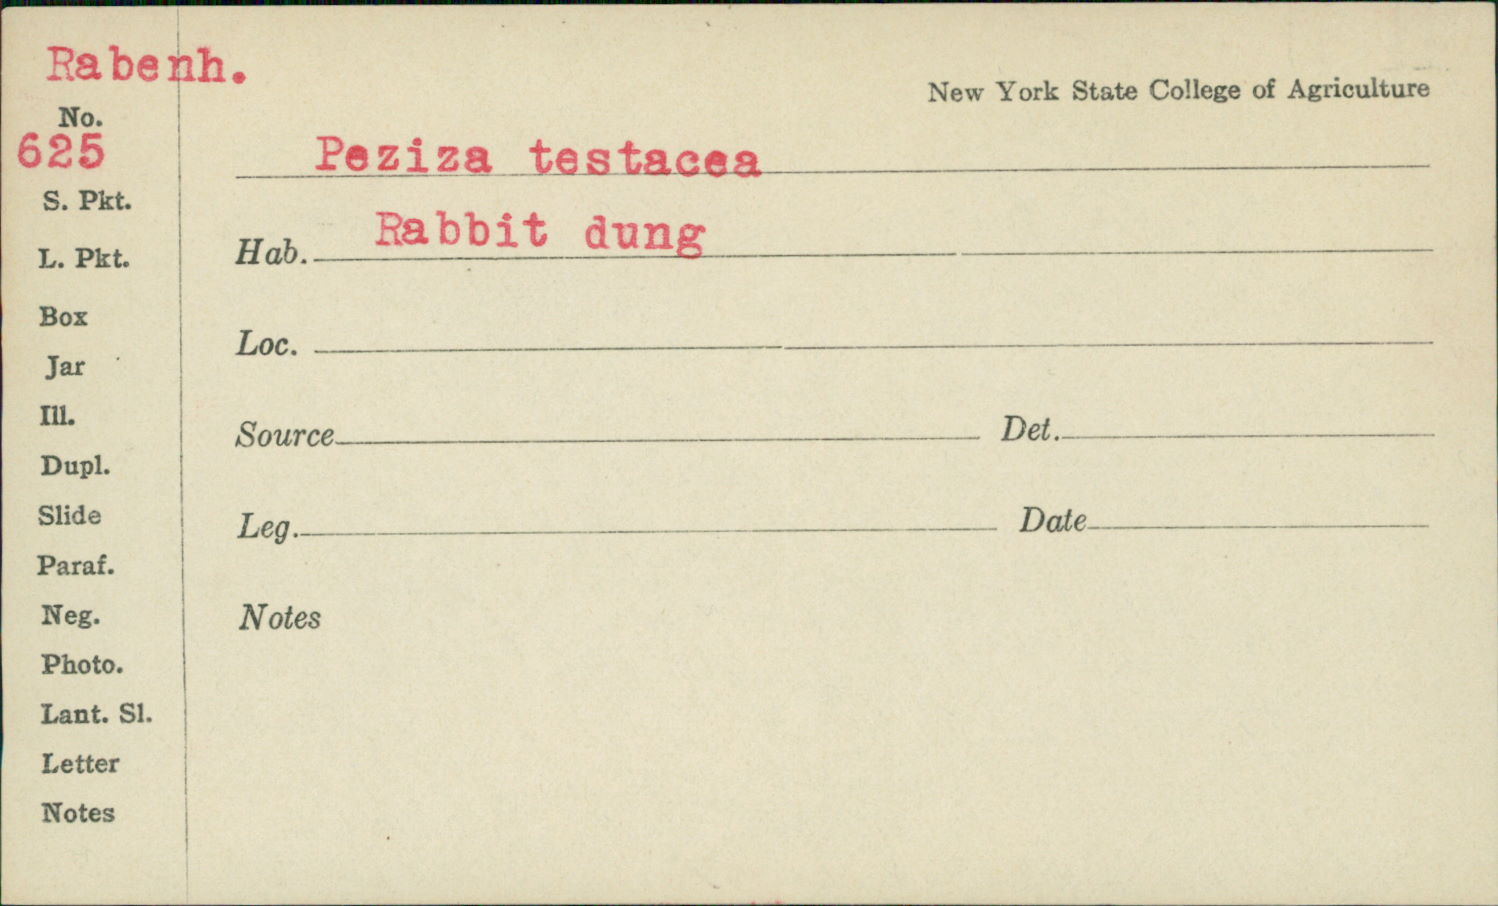 Rabenh.
New York State College of Agriculture
No.
625
Peziza testacea
S. Pkt.
Hab. Rabbit dung
L. Pkt.
Box
Loc.
Jar
Ill.
Source Det.
Dupl.
Slide
Leg. Date
Paraf.
Neg.
Notes
Photo.
Lant. Sl.
Letter
Notes